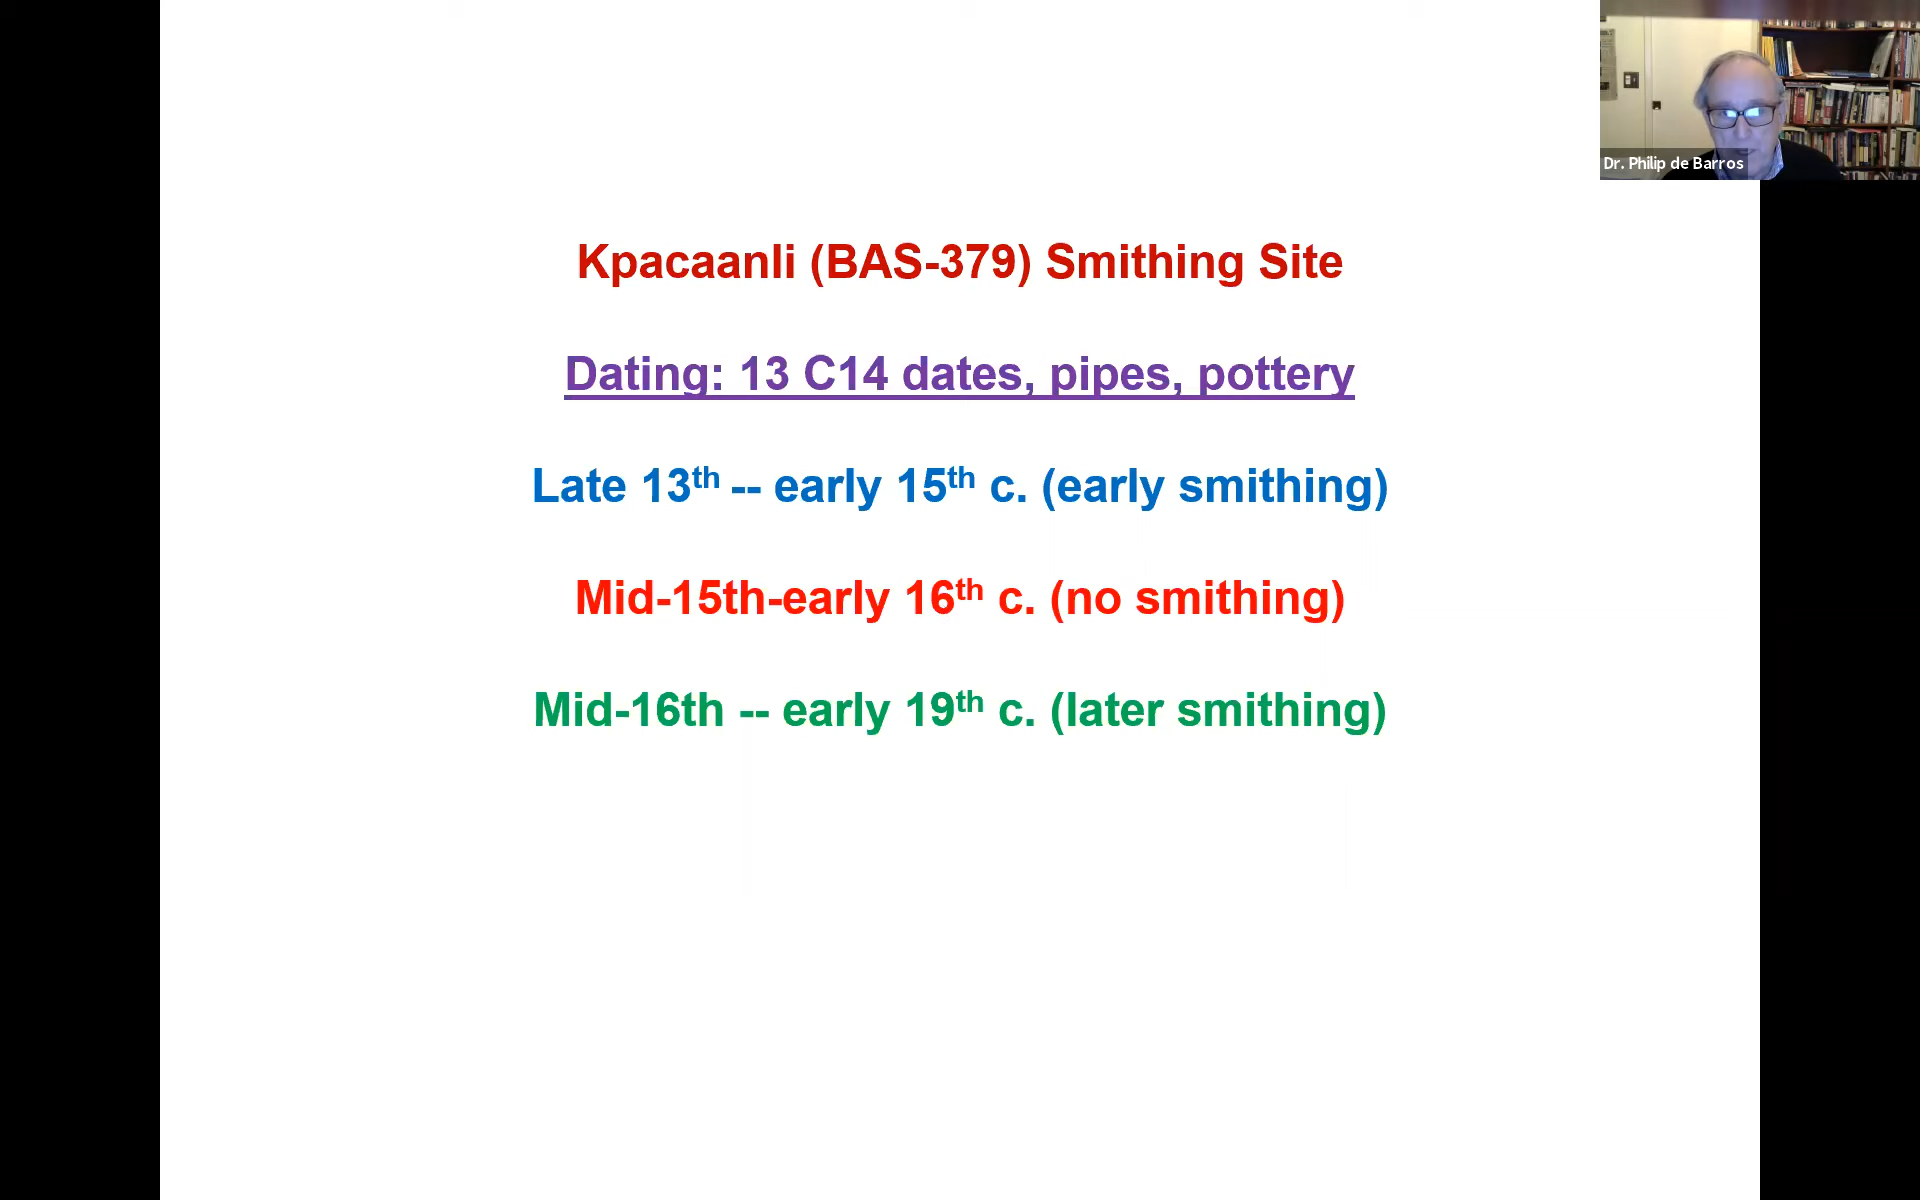 Dr. Philip de Barros
Kpacaanli (BAS-379) Smithing Site
Dating: 13 C14 dates, pipes, pottery
Late 13th -- early 15th c. (early smithing)
Mid-15th-early 16th c. (no smithing)
Mid-16th -- early 19th c. (later smithing)